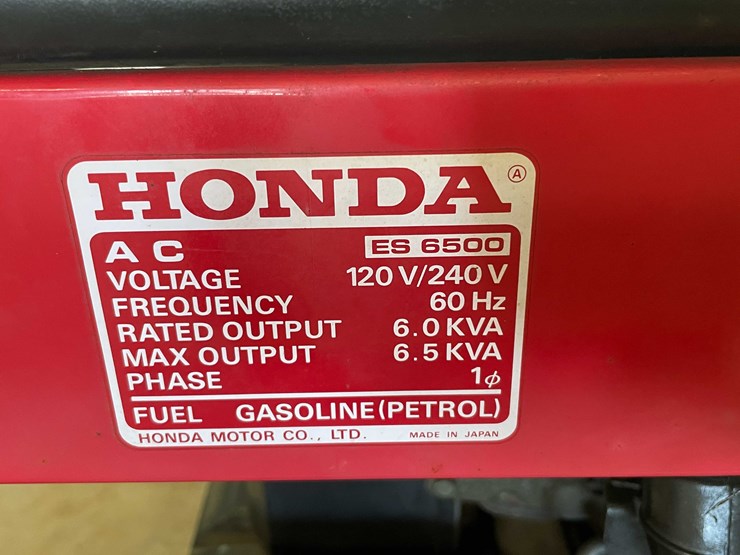 HONDA Ⓐ
AC ES 6500
VOLTAGE 120 V/240 V
FREQUENCY 60 Hz
RATED OUTPUT 6.0 KVA
MAX OUTPUT 6.5 KVA
PHASE 1ϕ
FUEL GASOLINE(PETROL)
HONDA MOTOR CO., LTD. MADE IN JAPAN